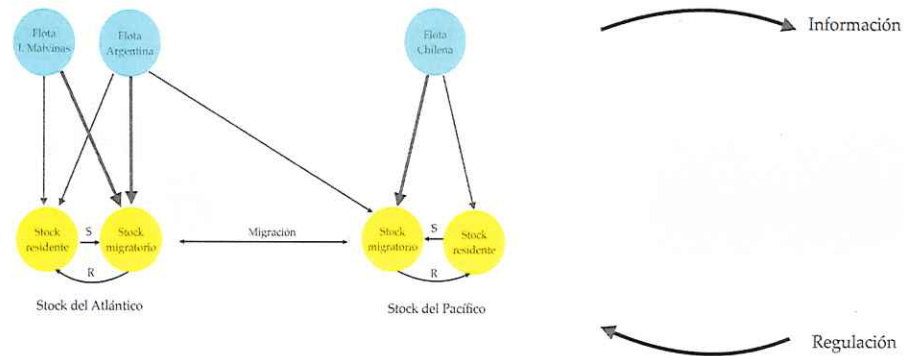 Flota
I. Malvinas
Flota
Argentina
Flota
Chilena
Información
Stock
residente
S
Stock
migratorio
R
Migración
Stock
migratorio
S
Stock
residente
R
Stock del Atlántico
Stock del Pacífico
Regulación